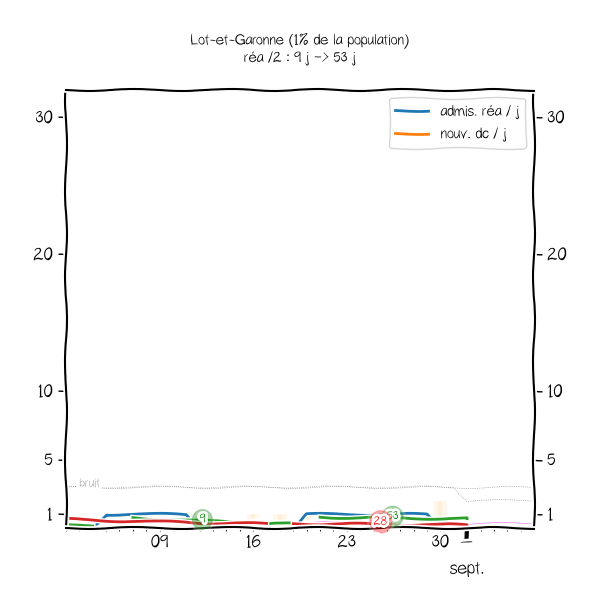 Lot-et-Garonne (1% de la population)
réa /2 : 9 j -> 53 j
admis. réa / j
nouv. dc / j
30 30
20 20
10 10
5 5
bruit
1 1
9 28 53
09 16 23 30 1
sept.